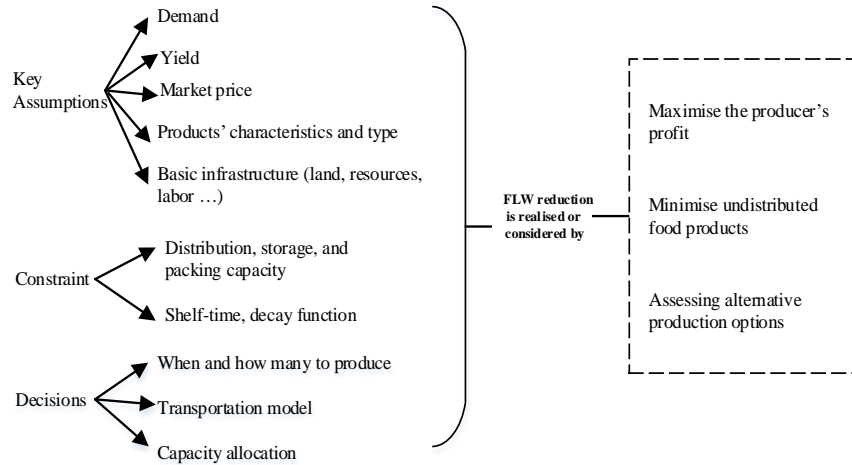 Key
Assumptions
Demand
Yield
Market price
Products' characteristics and type
Basic infrastructure (land, resources,
labor …)
Constraint
Distribution, storage, and
packing capacity
Shelf-time, decay function
Decisions
When and how many to produce
Transportation model
Capacity allocation
FLW reduction
is realised or
considered by
Maximise the producer's
profit
Minimise undistributed
food products
Assessing alternative
production options